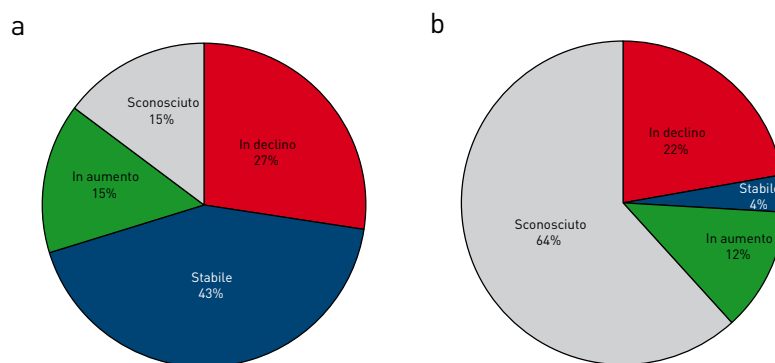 a
Sconosciuto
15%
In declino
27%
In aumento
15%
Stabile
43%
b
In declino
22%
Stabile
4%
In aumento
12%
Sconosciuto
64%